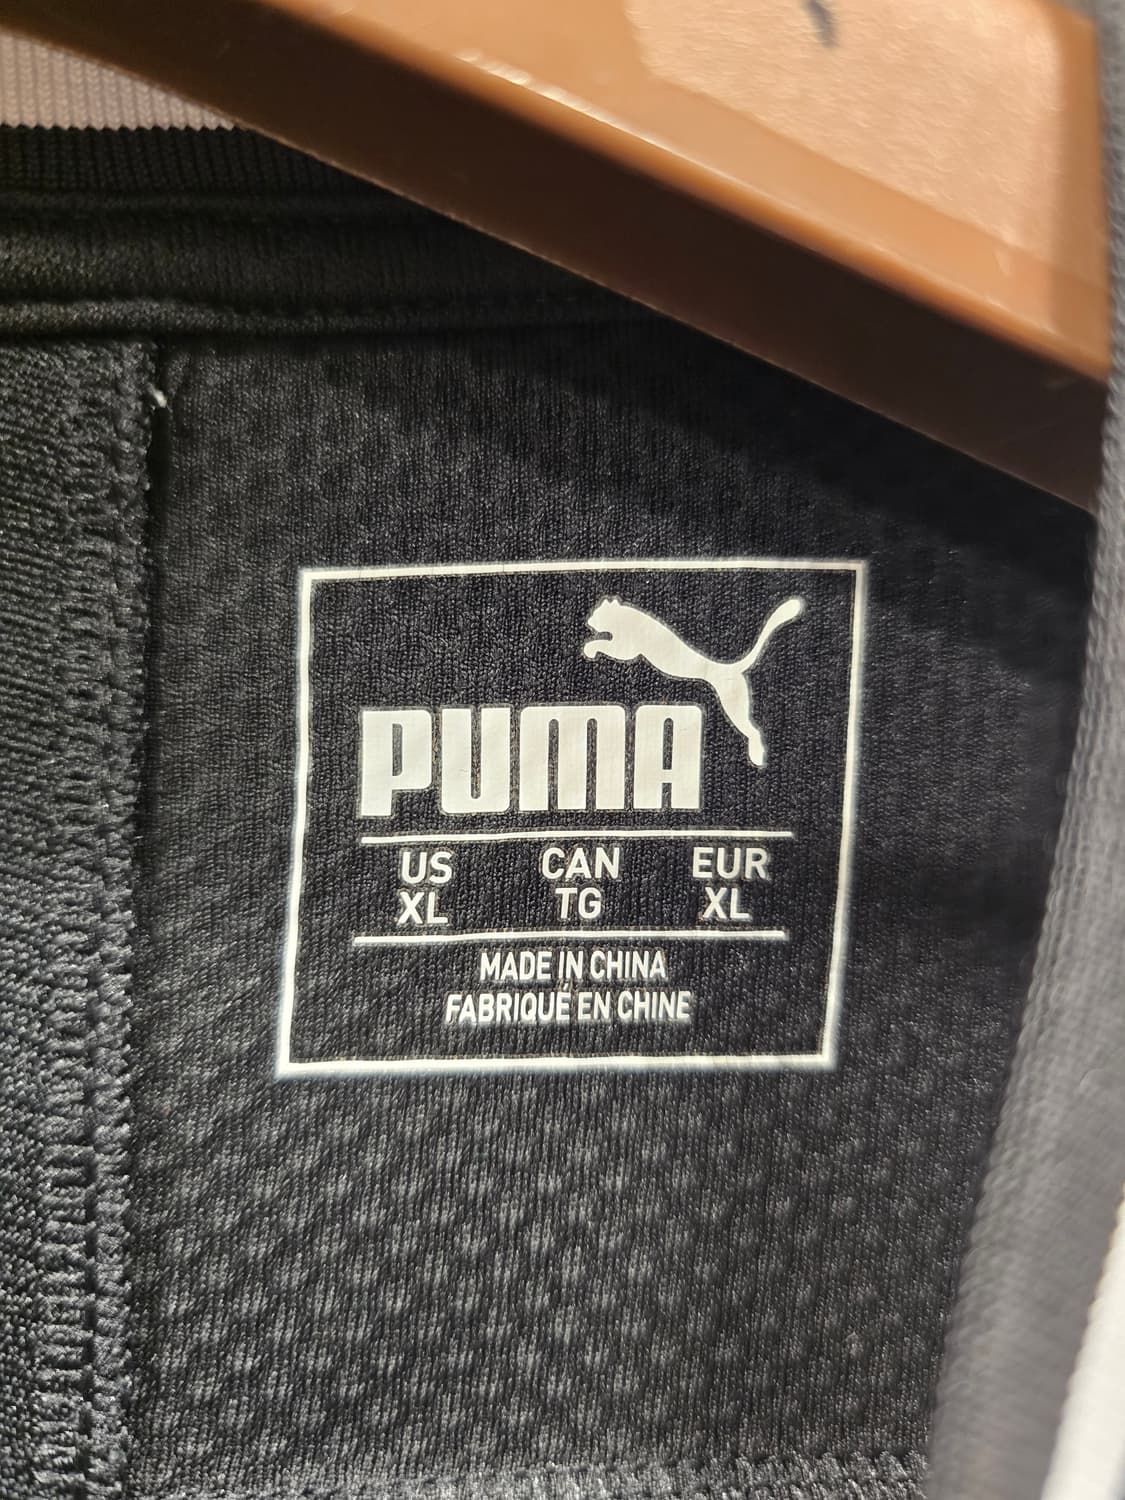 PUMA
US CAN EUR
XL TG XL
MADE IN CHINA
FABRIQUÉ EN CHINE